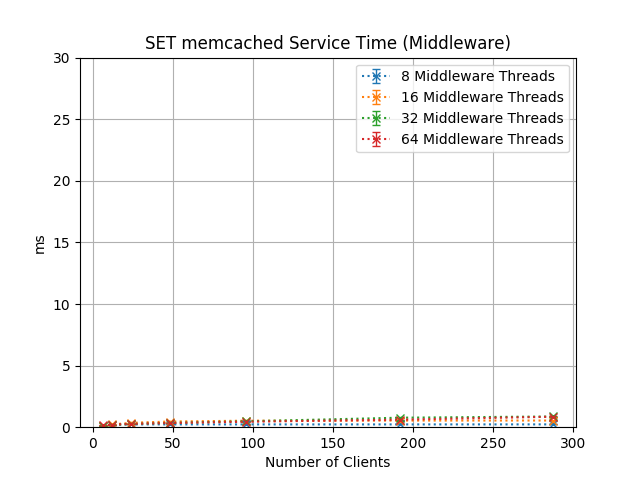 SET memcached Service Time (Middleware)
30
25
20
15
10
5
0
ms
8 Middleware Threads
16 Middleware Threads
32 Middleware Threads
64 Middleware Threads
0 50 100 150 200 250 300
Number of Clients